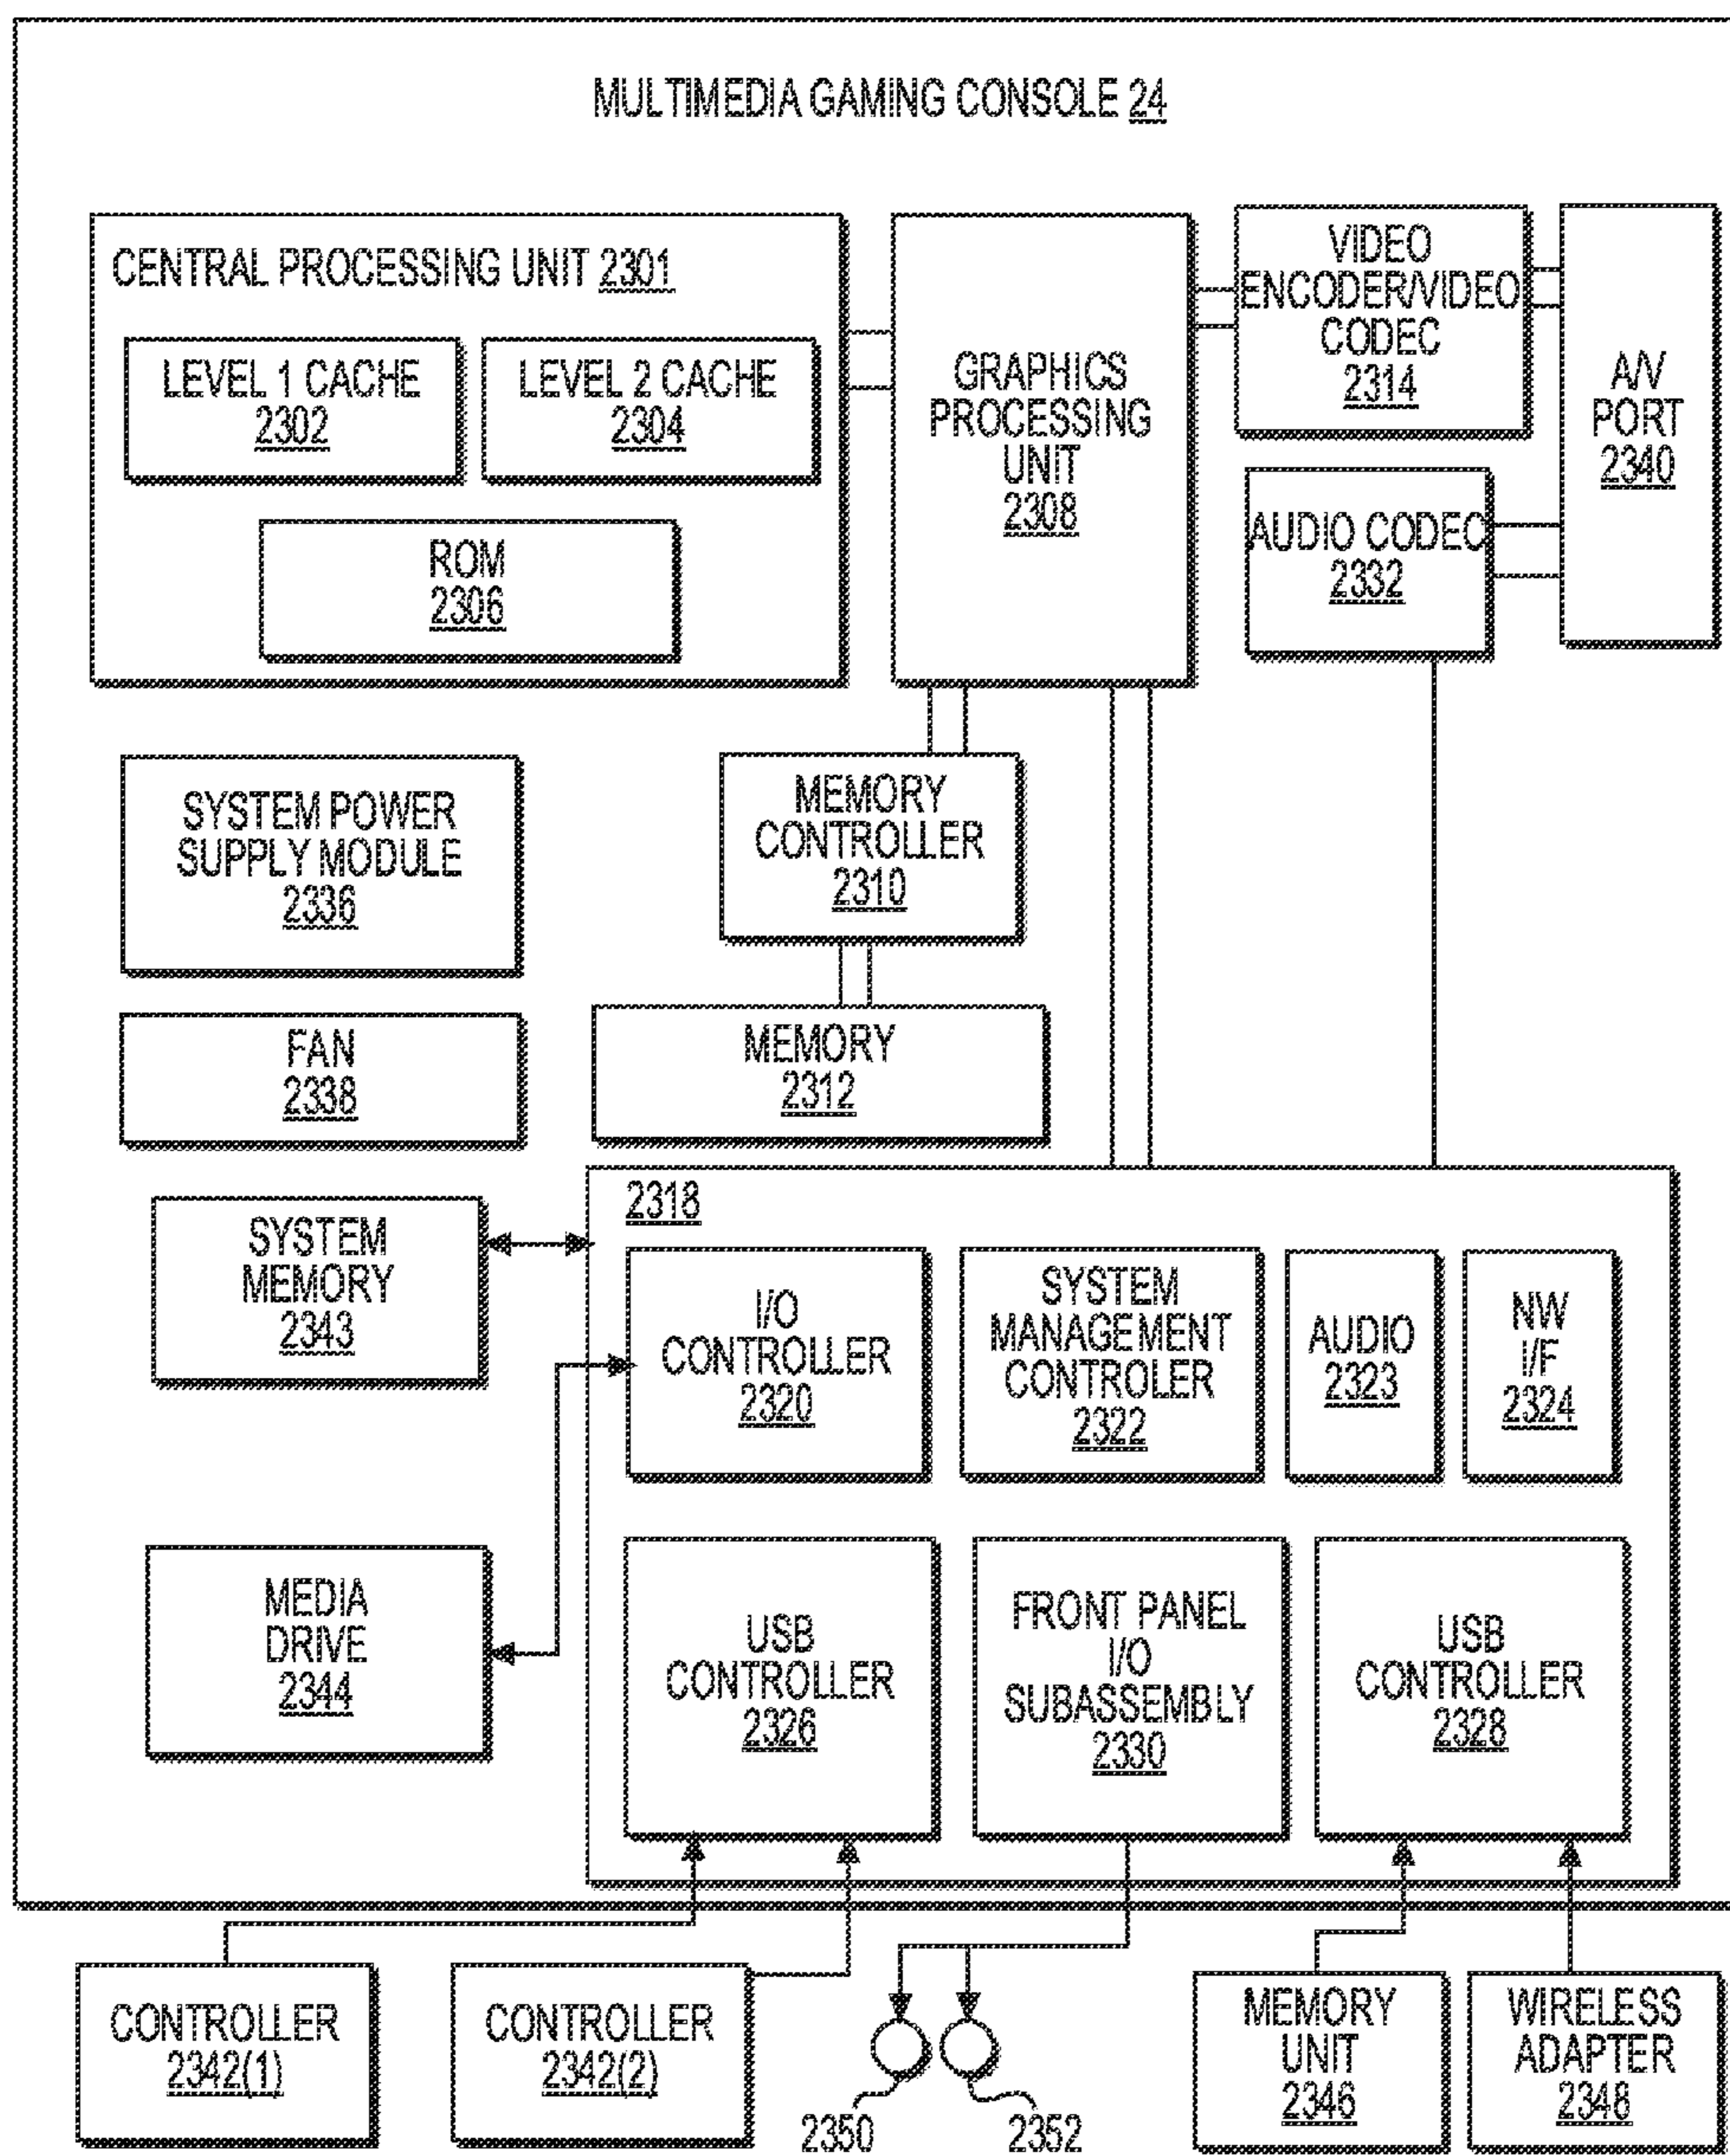 MULTIMEDIA GAMING CONSOLE 24
CENTRAL PROCESSING UNIT 2301
LEVEL 1 CACHE
2302
LEVEL 2 CACHE
2304
ROM
2306
GRAPHICS
PROCESSING
UNIT
2308
VIDEO
ENCODER/VIDEO
CODEC
2314
A/V
PORT
2340
AUDIO CODEC
2332
SYSTEM POWER
SUPPLY MODULE
2336
MEMORY
CONTROLLER
2310
FAN
2338
MEMORY
2312
SYSTEM
MEMORY
2343
2318
I/O
CONTROLLER
2320
SYSTEM
MANAGEMENT
CONTROLER
2322
AUDIO
2323
NW
I/F
2324
MEDIA
DRIVE
2344
USB
CONTROLLER
2326
FRONT PANEL
I/O
SUBASSEMBLY
2330
USB
CONTROLLER
2328
CONTROLLER
2342(1)
CONTROLLER
2342(2)
2350
2352
MEMORY
UNIT
2346
WIRELESS
ADAPTER
2348